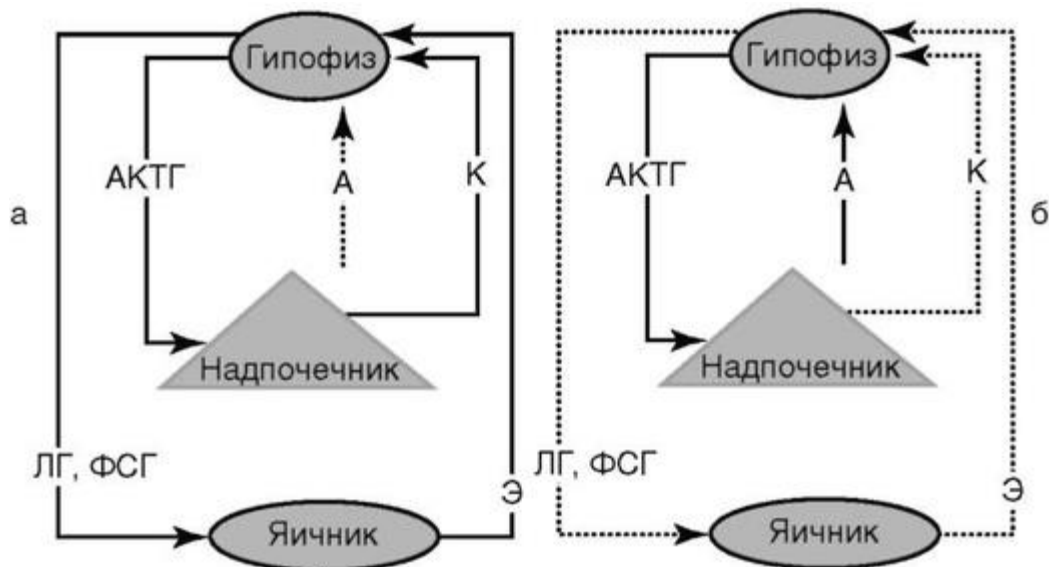 Гипофиз
АКТГ
А
К
а
Надпочечник
ЛГ, ФСГ
Э
Яичник
Гипофиз
АКТГ
А
К
б
Надпочечник
ЛГ, ФСГ
Э
Яичник